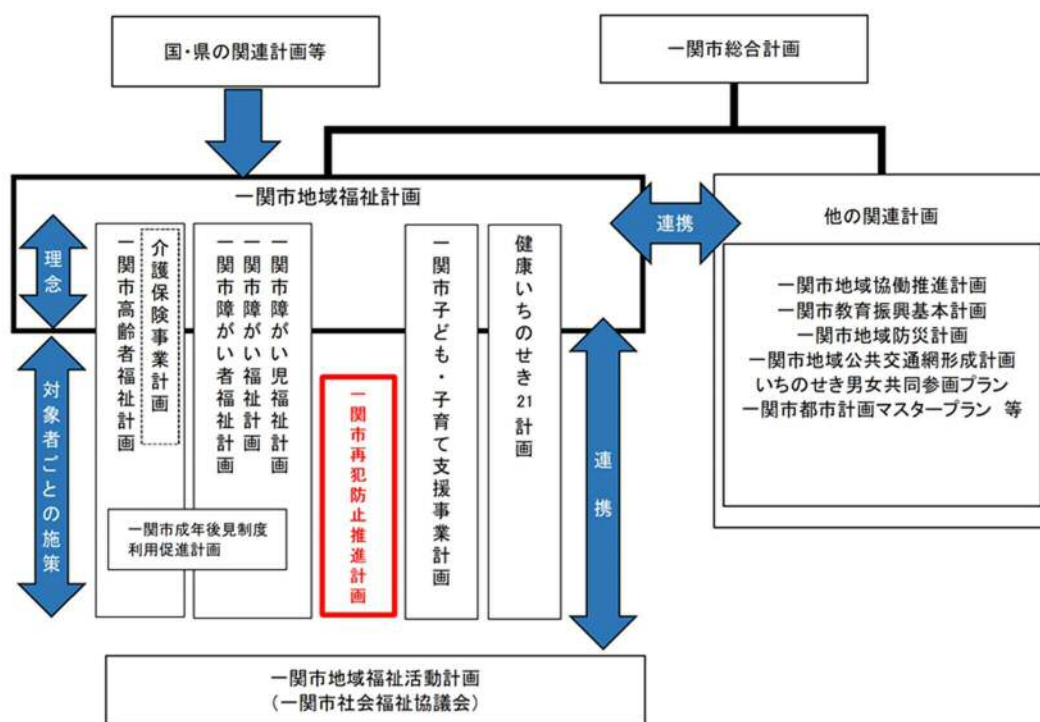 国・県の関連計画等
一関市総合計画
一関市地域福祉計画
連携
他の関連計画
理念
対象者ごとの施策
一関市高齢者福祉計画
介護保険事業計画
一関市障がい者福祉計画
一関市障がい福祉計画
一関市障がい児福祉計画
一関市成年後見制度
利用促進計画
一関市再犯防止推進計画
一関市子ども・子育て支援事業計画
健康いちのせき21計画
連携
一関市地域協働推進計画
一関市教育振興基本計画
一関市地域防災計画
一関市地域公共交通網形成計画
いちのせき男女共同参画プラン
一関市都市計画マスタープラン 等
一関市地域福祉活動計画
(一関市社会福祉協議会)